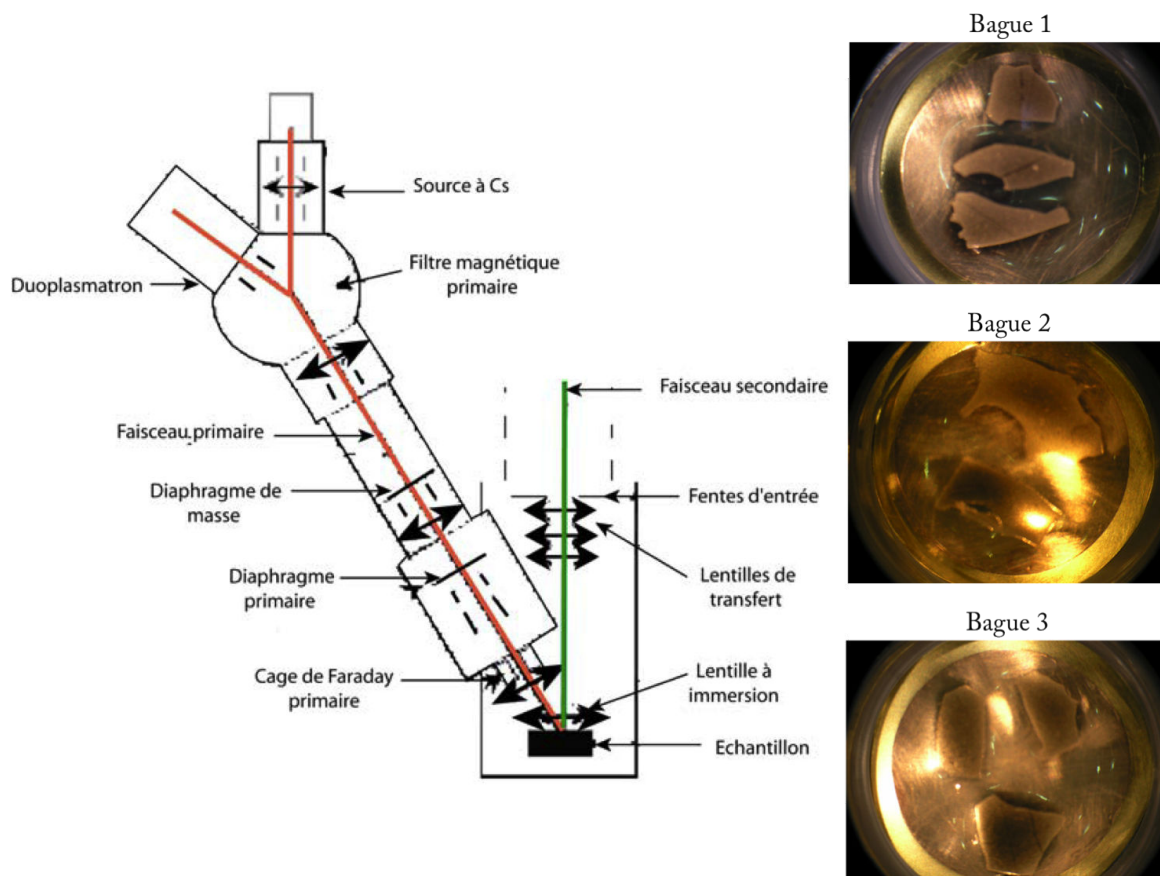 Bague 1
Source à Cs
Filtre magnétique
primaire
Duoplasmatron
Bague 2
Faisceau secondaire
Faisceau primaire
Diaphragme de
masse
Fentes d'entrée
Diaphragme
primaire
Lentilles de
transfert
Bague 3
Cage de Faraday
primaire
Lentille à
immersion
Echantillon